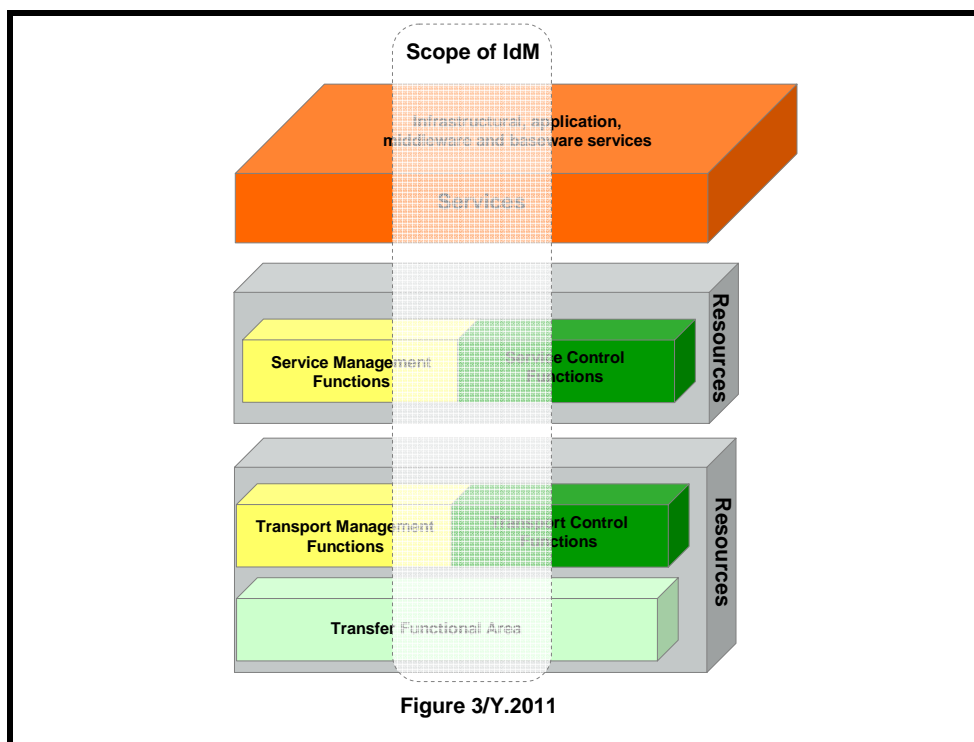 Scope of IdM
Infrastructural, application,
middleware and baseware services
Services
Resources
Service Management
Functions
Service Control
Functions
Resources
Transport Management
Functions
Transport Control
Functions
Transfer Functional Area
Figure 3/Y.2011